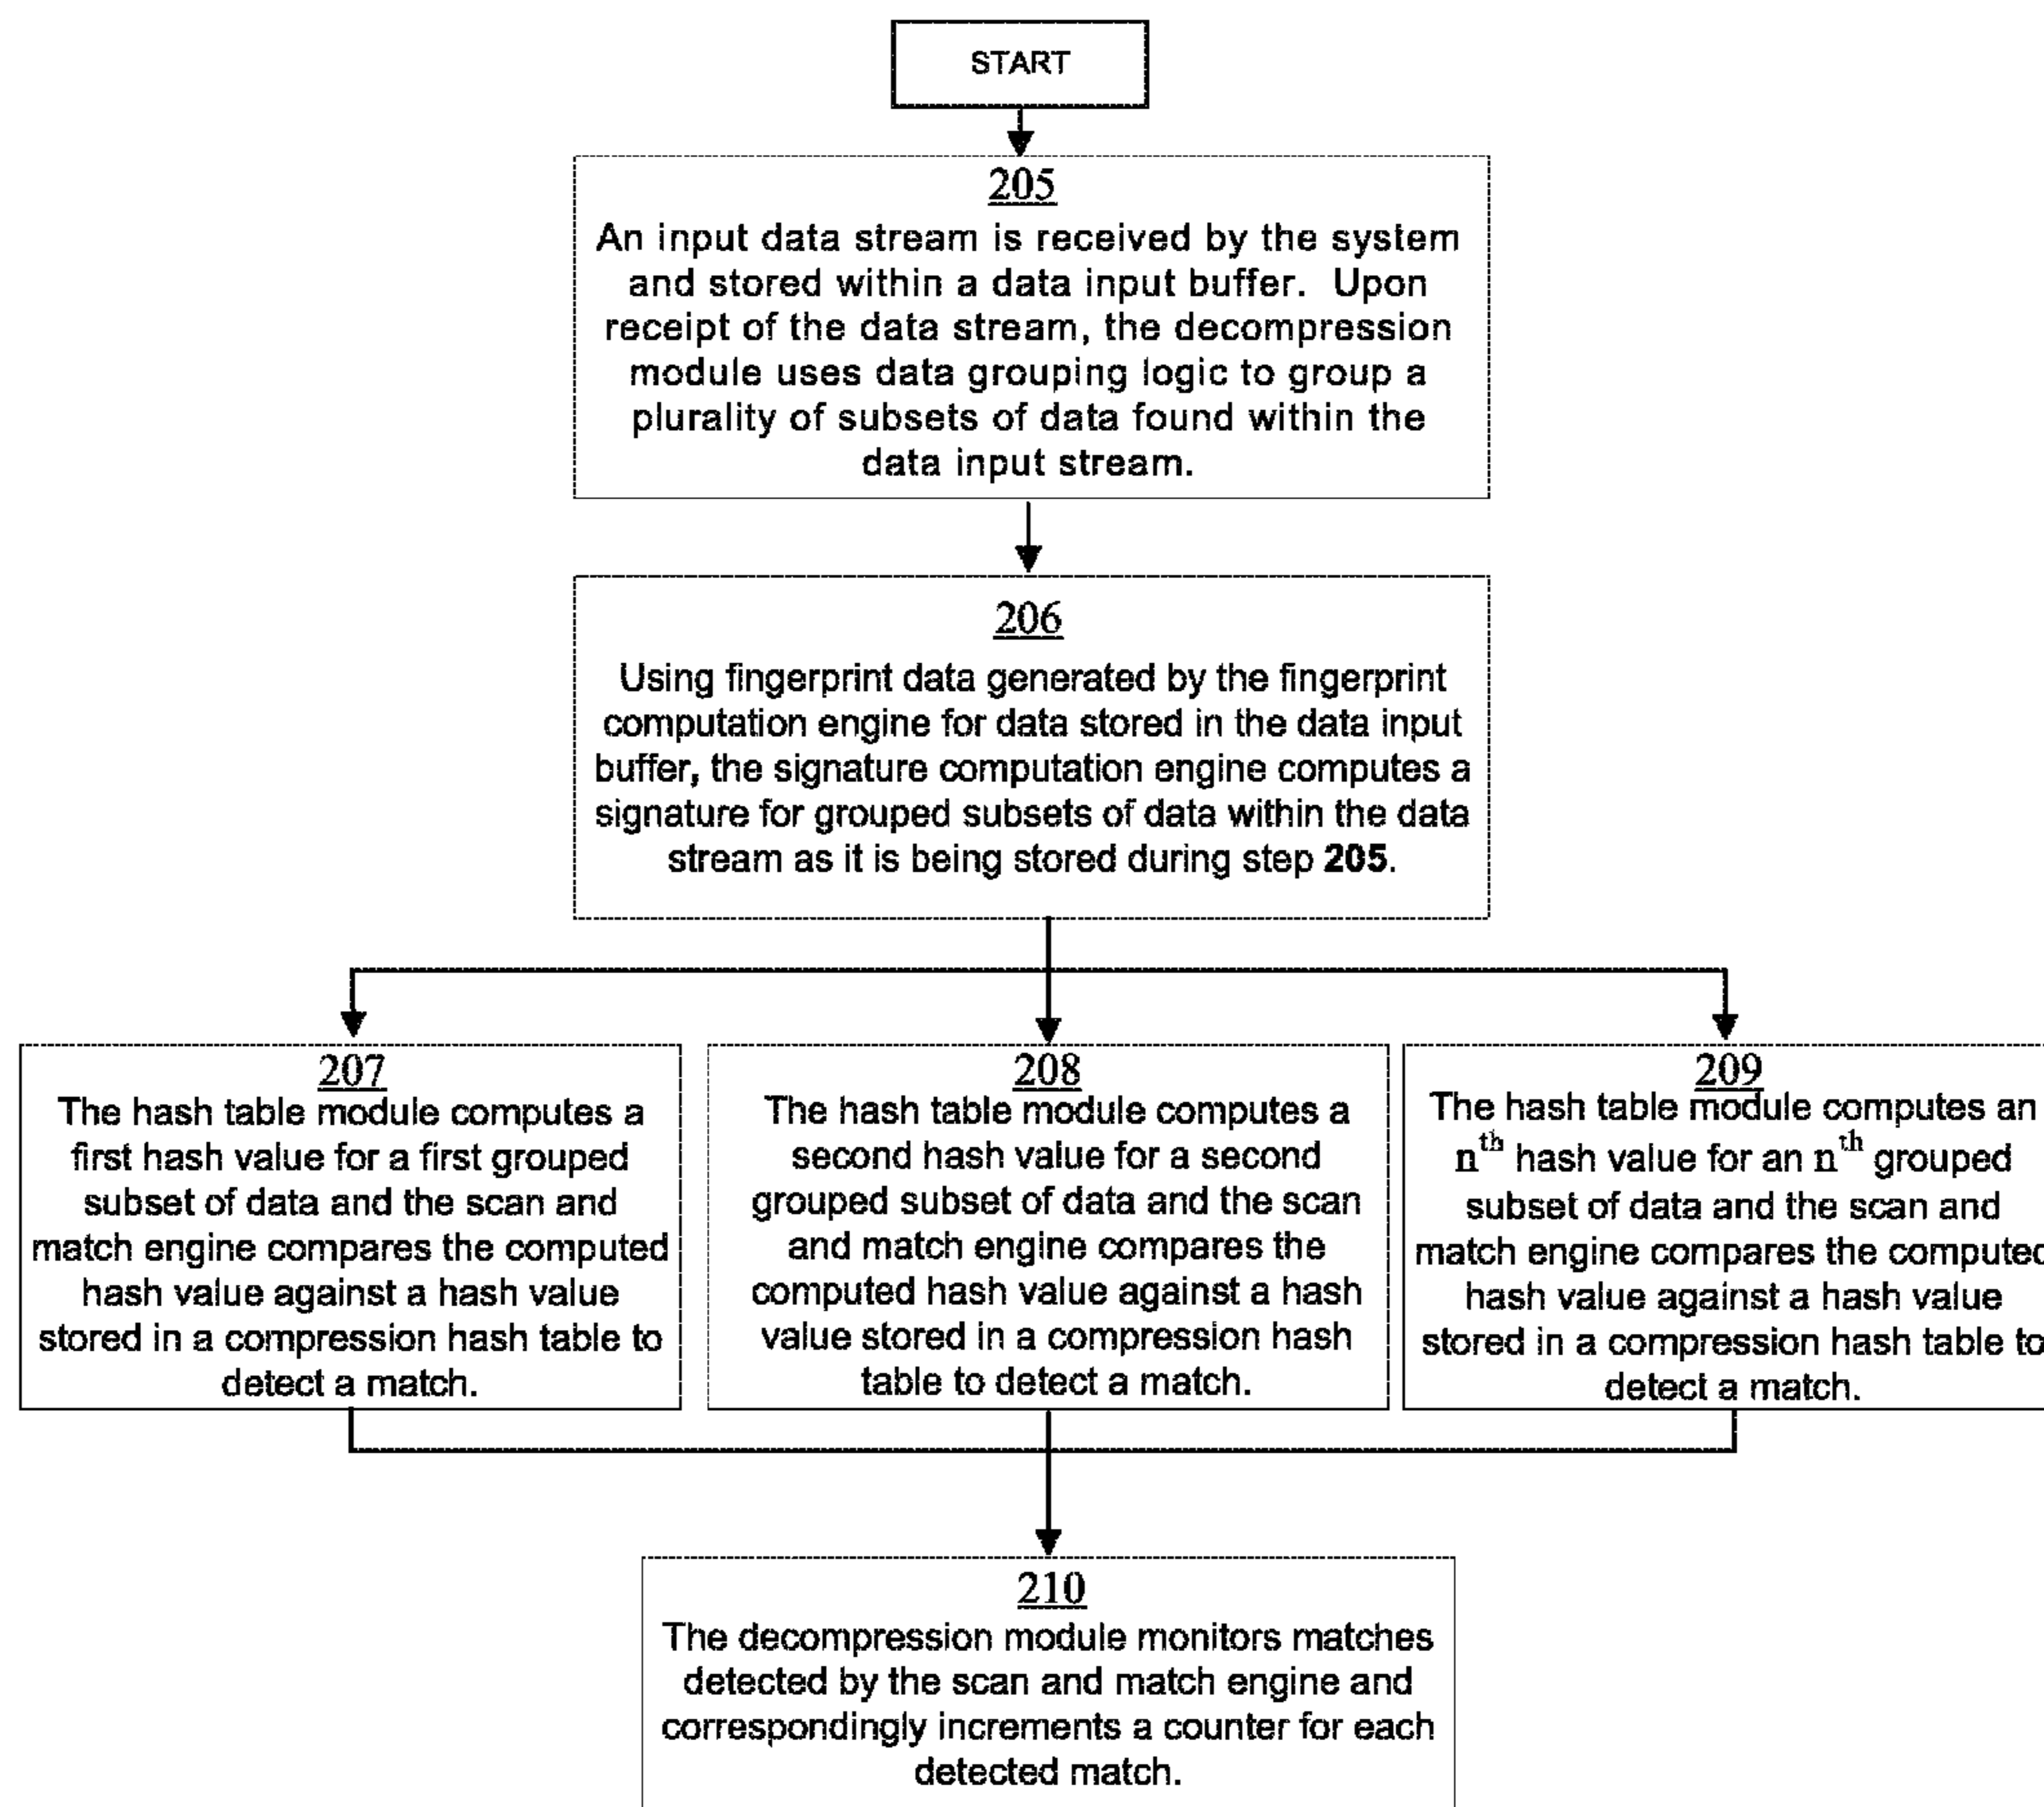 START
205
An input data stream is received by the system
and stored within a data input buffer. Upon
receipt of the data stream, the decompression
module uses data grouping logic to group a
plurality of subsets of data found within the
data input stream.
206
Using fingerprint data generated by the fingerprint
computation engine for data stored in the data input
buffer, the signature computation engine computes a
signature for grouped subsets of data within the data
stream as it is being stored during step 205.
207
The hash table module computes a
first hash value for a first grouped
subset of data and the scan and
match engine compares the computed
hash value against a hash value
stored in a compression hash table to
detect a match.
208
The hash table module computes a
second hash value for a second
grouped subset of data and the scan
and match engine compares the
computed hash value against a hash
value stored in a compression hash
table to detect a match.
209
The hash table module computes an
nth hash value for an nth grouped
subset of data and the scan and
match engine compares the computed
hash value against a hash value
stored in a compression hash table to
detect a match.
210
The decompression module monitors matches
detected by the scan and match engine and
correspondingly increments a counter for each
detected match.